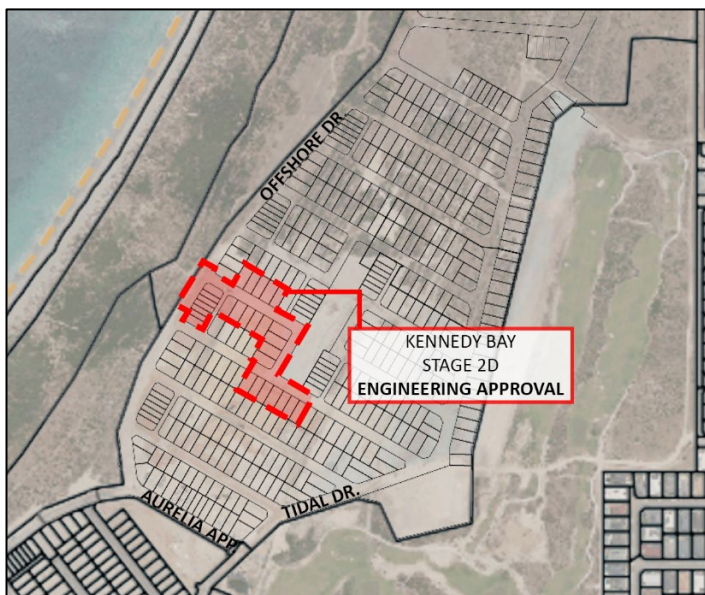 OFFSHORE DR.
KENNEDY BAY
STAGE 2D
ENGINEERING APPROVAL
TIDAL DR.
AURELIA APP.